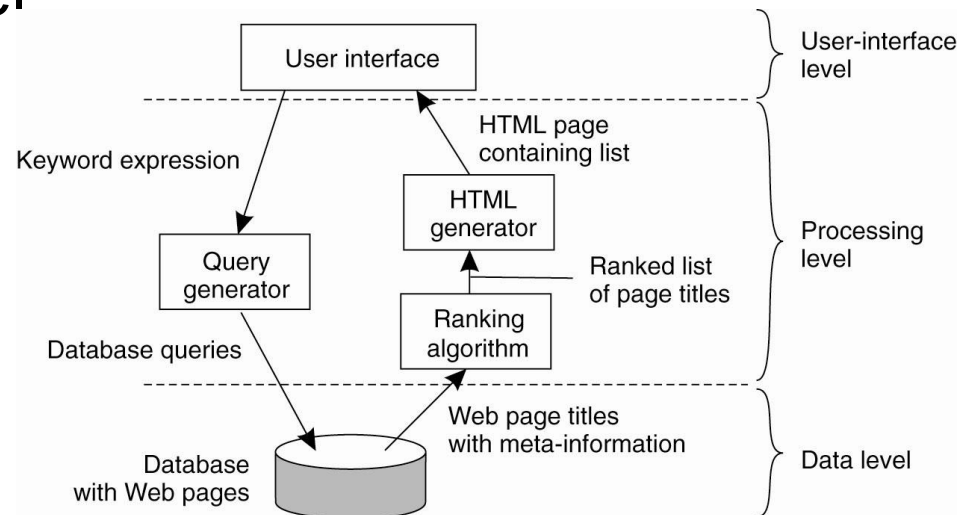 User interface
User-interface
level
HTML page
containing list
Keyword expression
HTML
generator
Processing
level
Query
generator
Ranked list
of page titles
Ranking
algorithm
Database queries
Web page titles
with meta-information
Database
with Web pages
Data level